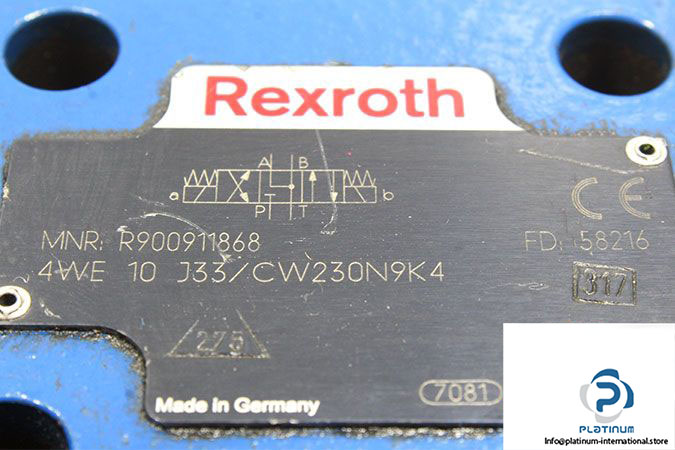 Rexroth
A B
a b
P T
CE
MNR: R900911868
FD: 58216
4WE 10 J33/CW230N9K4
317
275
7081
Made in Germany
PLATINUM
info@platinum-international.store